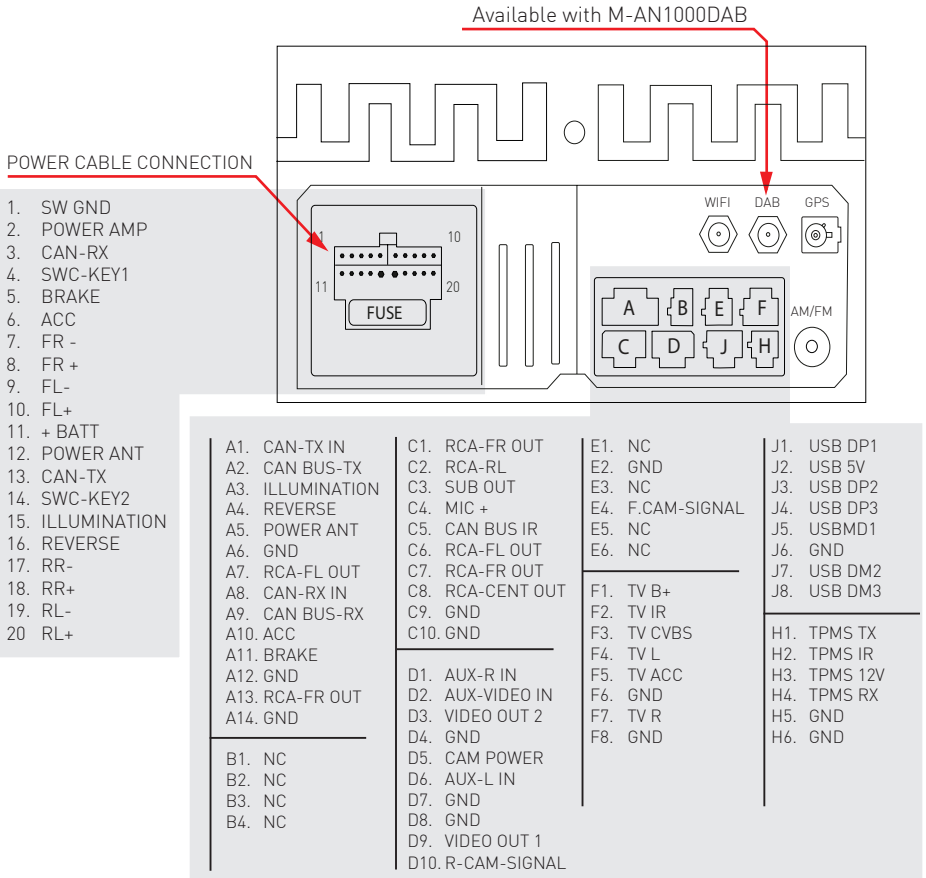 Available with M-AN1000DAB
POWER CABLE CONNECTION
1. SW GND
2. POWER AMP
3. CAN-RX
4. SWC-KEY1
5. BRAKE
6. ACC
7. FR -
8. FR +
9. FL-
10. FL+
11. + BATT
12. POWER ANT
13. CAN-TX
14. SWC-KEY2
15. ILLUMINATION
16. REVERSE
17. RR-
18. RR+
19. RL-
20 RL+
1 10
11 20
FUSE
WIFI DAB GPS
A B E F
C D J H
AM/FM
A1. CAN-TX IN
A2. CAN BUS-TX
A3. ILLUMINATION
A4. REVERSE
A5. POWER ANT
A6. GND
A7. RCA-FL OUT
A8. CAN-RX IN
A9. CAN BUS-RX
A10. ACC
A11. BRAKE
A12. GND
A13. RCA-FR OUT
A14. GND
B1. NC
B2. NC
B3. NC
B4. NC
C1. RCA-FR OUT
C2. RCA-RL
C3. SUB OUT
C4. MIC +
C5. CAN BUS IR
C6. RCA-FL OUT
C7. RCA-FR OUT
C8. RCA-CENT OUT
C9. GND
C10. GND
D1. AUX-R IN
D2. AUX-VIDEO IN
D3. VIDEO OUT 2
D4. GND
D5. CAM POWER
D6. AUX-L IN
D7. GND
D8. GND
D9. VIDEO OUT 1
D10. R-CAM-SIGNAL
E1. NC
E2. GND
E3. NC
E4. F.CAM-SIGNAL
E5. NC
E6. NC
F1. TV B+
F2. TV IR
F3. TV CVBS
F4. TV L
F5. TV ACC
F6. GND
F7. TV R
F8. GND
J1. USB DP1
J2. USB 5V
J3. USB DP2
J4. USB DP3
J5. USBMD1
J6. GND
J7. USB DM2
J8. USB DM3
H1. TPMS TX
H2. TPMS IR
H3. TPMS 12V
H4. TPMS RX
H5. GND
H6. GND